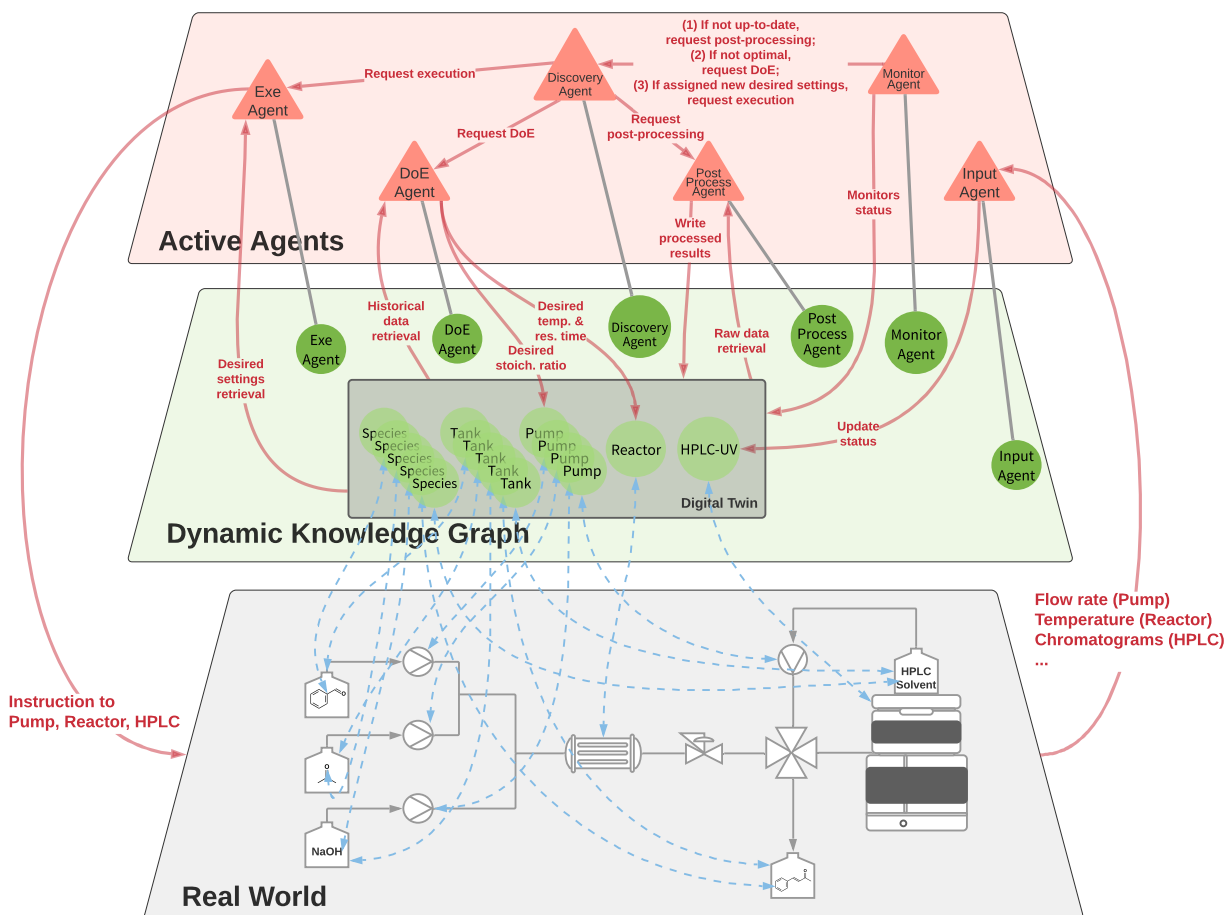 (1) If not up-to-date,
request post-processing;
(2) If not optimal,
request DoE;
(3) If assigned new desired settings,
request execution
Request execution
Discovery
Agent
Monitor
Agent
Exe
Agent
Request DoE
Request
post-processing
DoE
Agent
Post
Process
Agent
Input
Agent
Monitors
status
Write
processed
results
Active Agents
Historical
data
retrieval
Desired
temp. &
res. time
Desired
stoich. ratio
Exe
Agent
DoE
Agent
Discovery
Agent
Post
Process
Agent
Monitor
Agent
Raw data
retrieval
Desired
settings
retrieval
Species
Species
Species
Species
Species
Tank
Tank
Tank
Tank
Tank
Pump
Pump
Pump
Pump
Reactor
HPLC-UV
Update
status
Input
Agent
Digital Twin
Dynamic Knowledge Graph
Flow rate (Pump)
Temperature (Reactor)
Chromatograms (HPLC)
...
Instruction to
Pump, Reactor, HPLC
HPLC
Solvent
O
O
NaOH
O
Real World